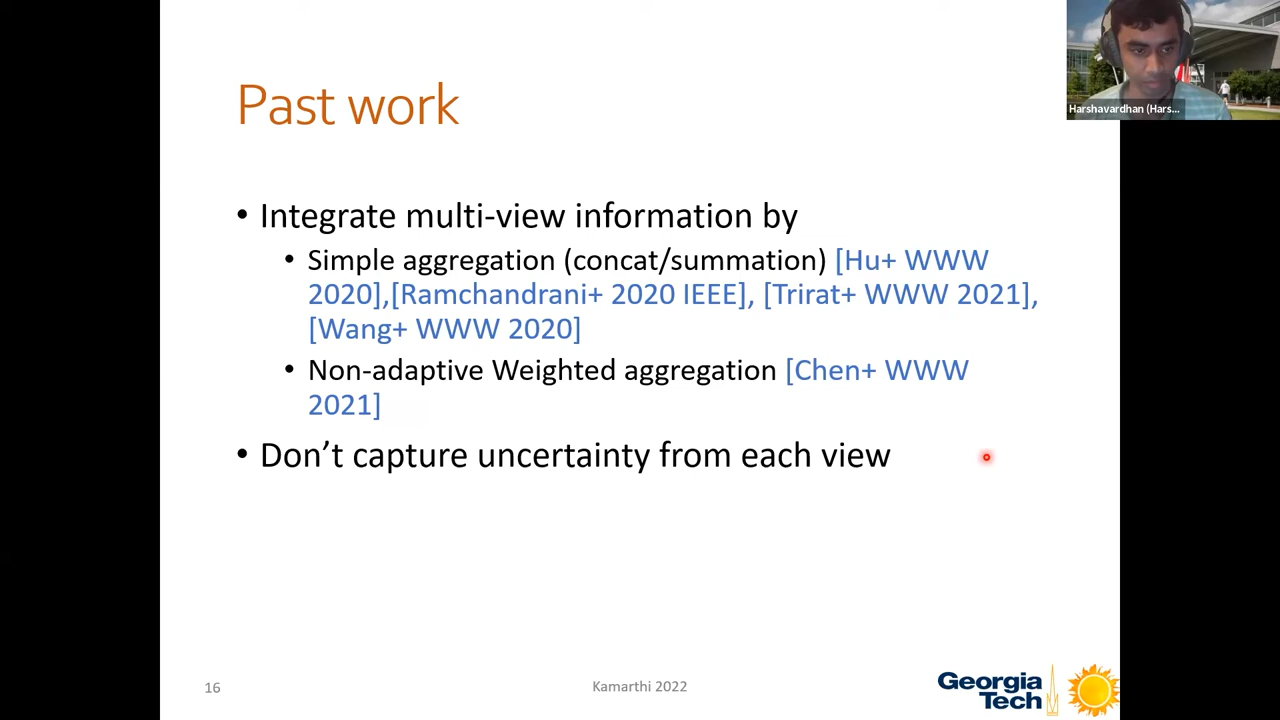 Harshavardhan (Hars...
Past work
• Integrate multi-view information by
• Simple aggregation (concat/summation) [Hu+ WWW
2020],[Ramchandrani+ 2020 IEEE], [Trirat+ WWW 2021],
[Wang+ WWW 2020]
• Non-adaptive Weighted aggregation [Chen+ WWW
2021]
• Don’t capture uncertainty from each view
16
Kamarthi 2022
Georgia
Tech